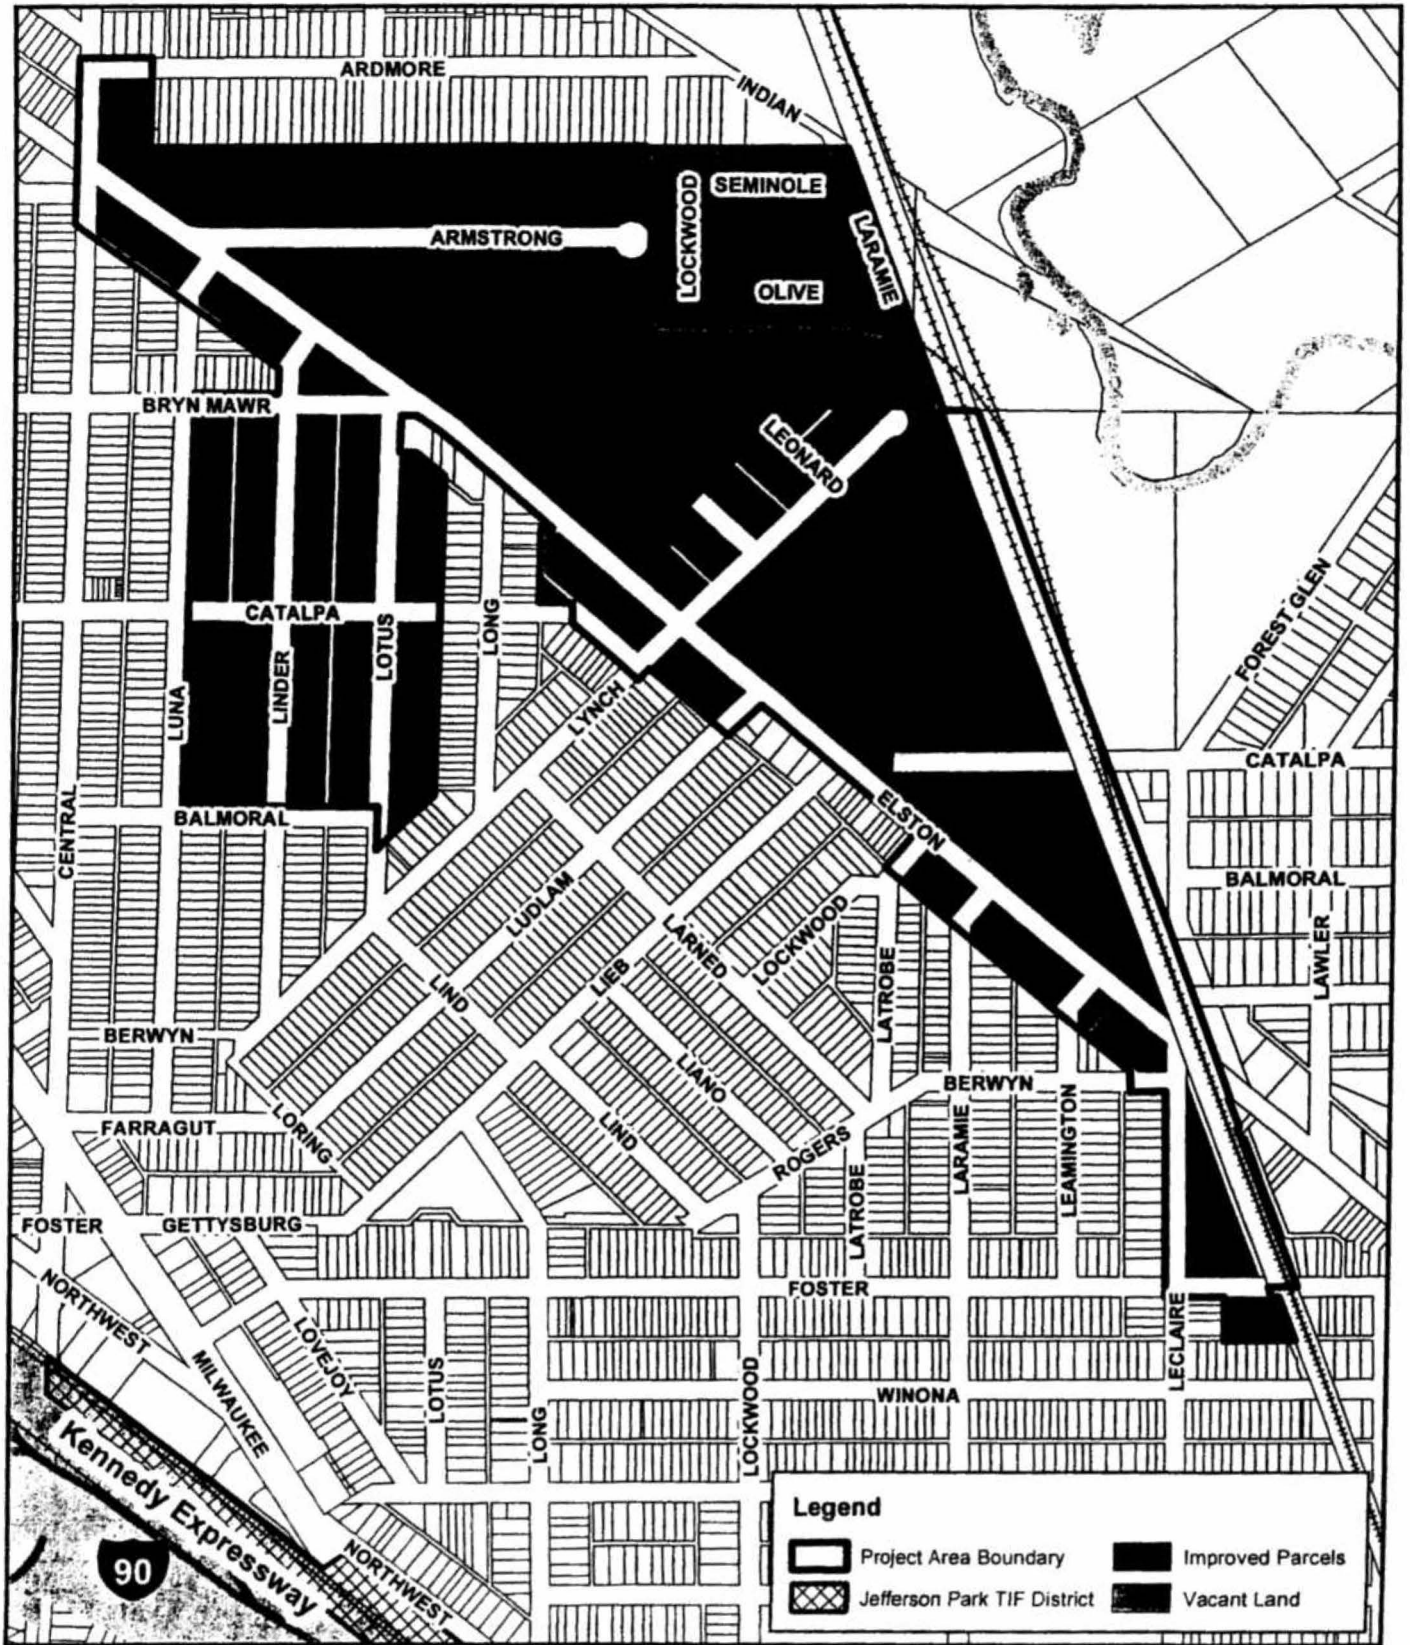 ARDMORE
INDIAN
LOCKWOOD
SEMINOLE
ARMSTRONG
LARAMIE
OLIVE
BRYN MAWR
LEONARD
CATALPA
LONG
LOTUS
FOREST GLEN
LINDER
LUNA
LYNCH
CATALPA
CENTRAL
BALMORAL
ELSTON
LUDLAM
BALMORAL
LARNED
LOCKWOOD
LAWLER
LIND
LIEB
LATROBE
BERWYN
LIANO
BERWYN
LORING
FARRAGUT
LIND
ROGERS
LARAMIE
LEAMINGTON
LATROBE
FOSTER
GETTYSBURG
FOSTER
NORTHWEST
LOVEJOY
LECLAIRE
MILWAUKEE
LOTUS
LONG
LOCKWOOD
WINONA
Kennedy Expressway
90
NORTHWEST
Legend
Project Area Boundary
Improved Parcels
Jefferson Park TIF District
Vacant Land